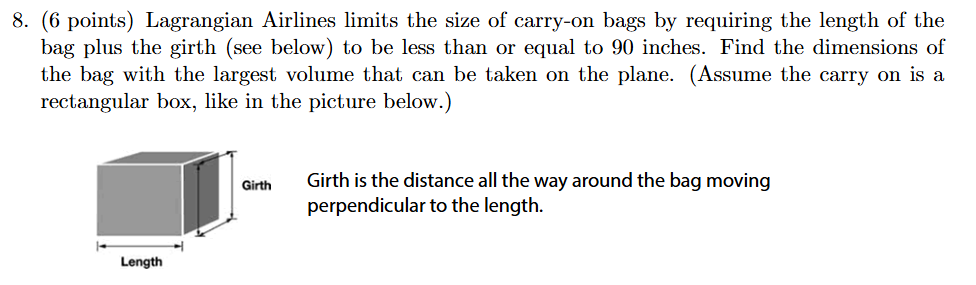 8. (6 points) Lagrangian Airlines limits the size of carry-on bags by requiring the length of the
bag plus the girth (see below) to be less than or equal to 90 inches. Find the dimensions of
the bag with the largest volume that can be taken on the plane. (Assume the carry on is a
rectangular box, like in the picture below.)
Girth
Girth is the distance all the way around the bag moving
perpendicular to the length.
Length